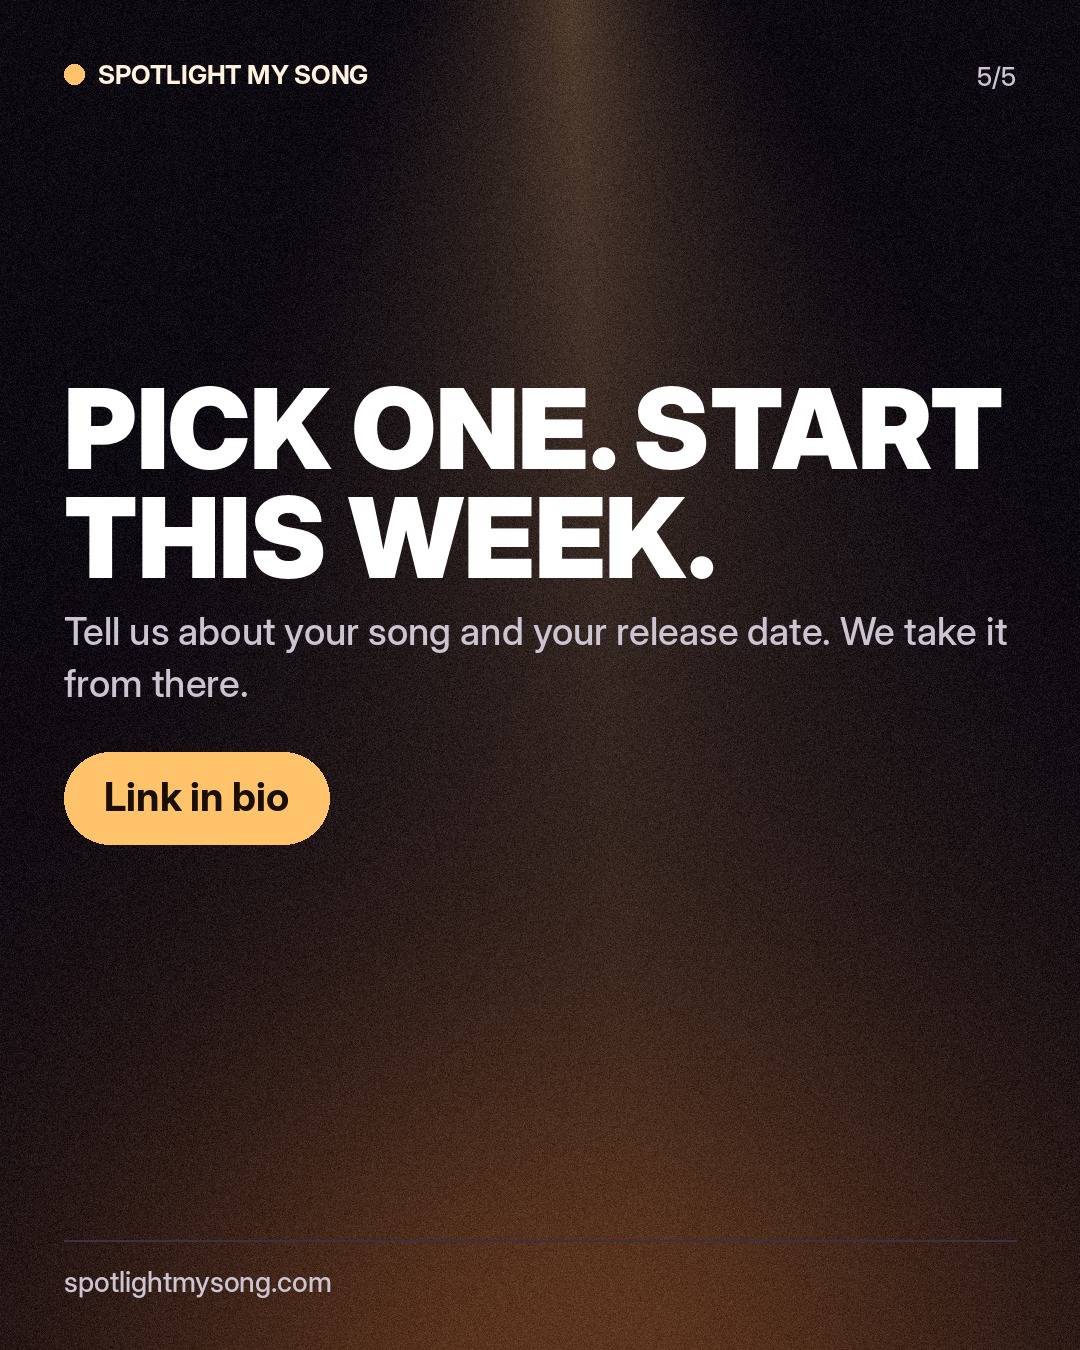 SPOTLIGHT MY SONG
5/5
PICK ONE. START
THIS WEEK.
Tell us about your song and your release date. We take it
from there.
Link in bio
spotlightmysong.com